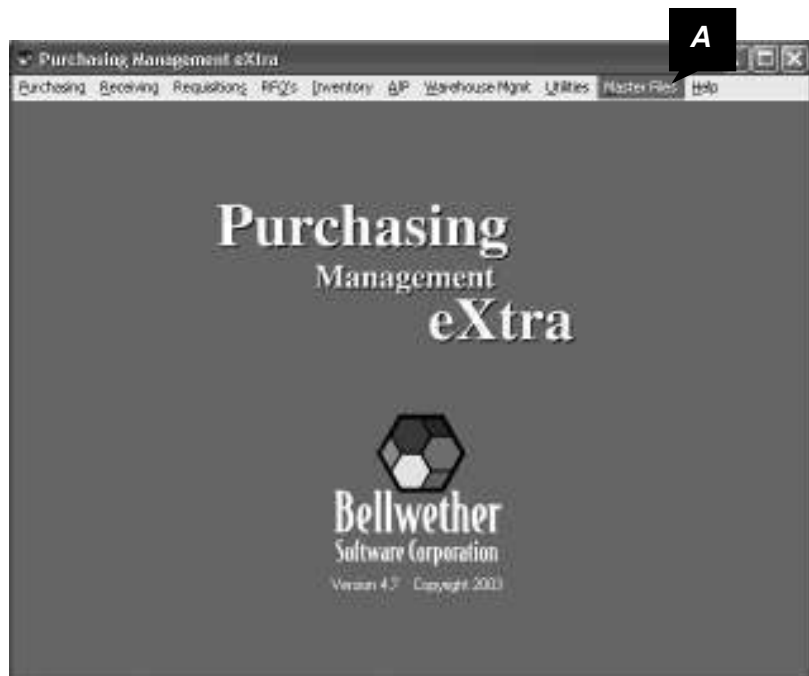 A
Purchasing Management eXtra
Purchasing Receiving Requisitions RFQ's Inventory A/P Warehouse Mgmt Utilities Master Files Help
Purchasing
Management
eXtra
Bellwether
Software Corporation
Version 4.7 Copyright 2003